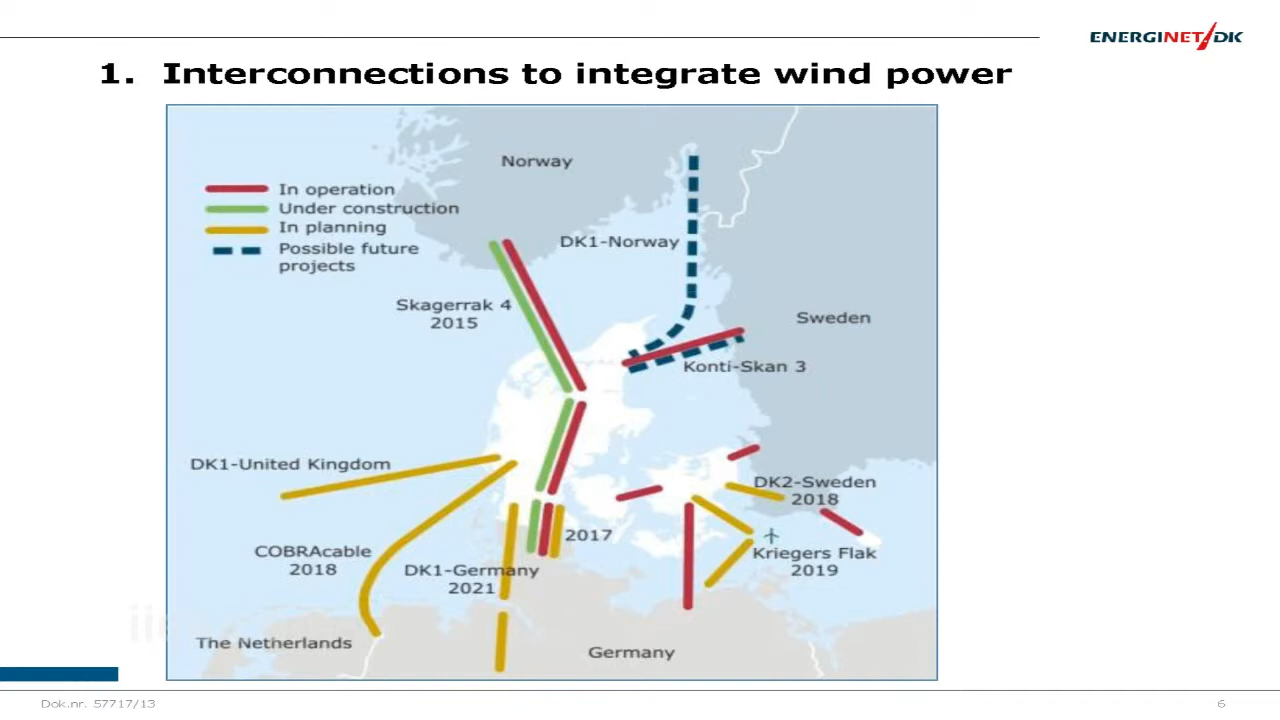 ENERGINET/DK
1. Interconnections to integrate wind power
Norway
In operation
Under construction
In planning
Possible future
projects
DK1-Norway
Skagerrak 4
2015
Sweden
Konti-Skan 3
DK1-United Kingdom
DK2-Sweden
2018
2017
COBRAcable
2018
Kriegers Flak
2019
DK1-Germany
2021
The Netherlands
Germany
Dok.nr. 57717/13
6